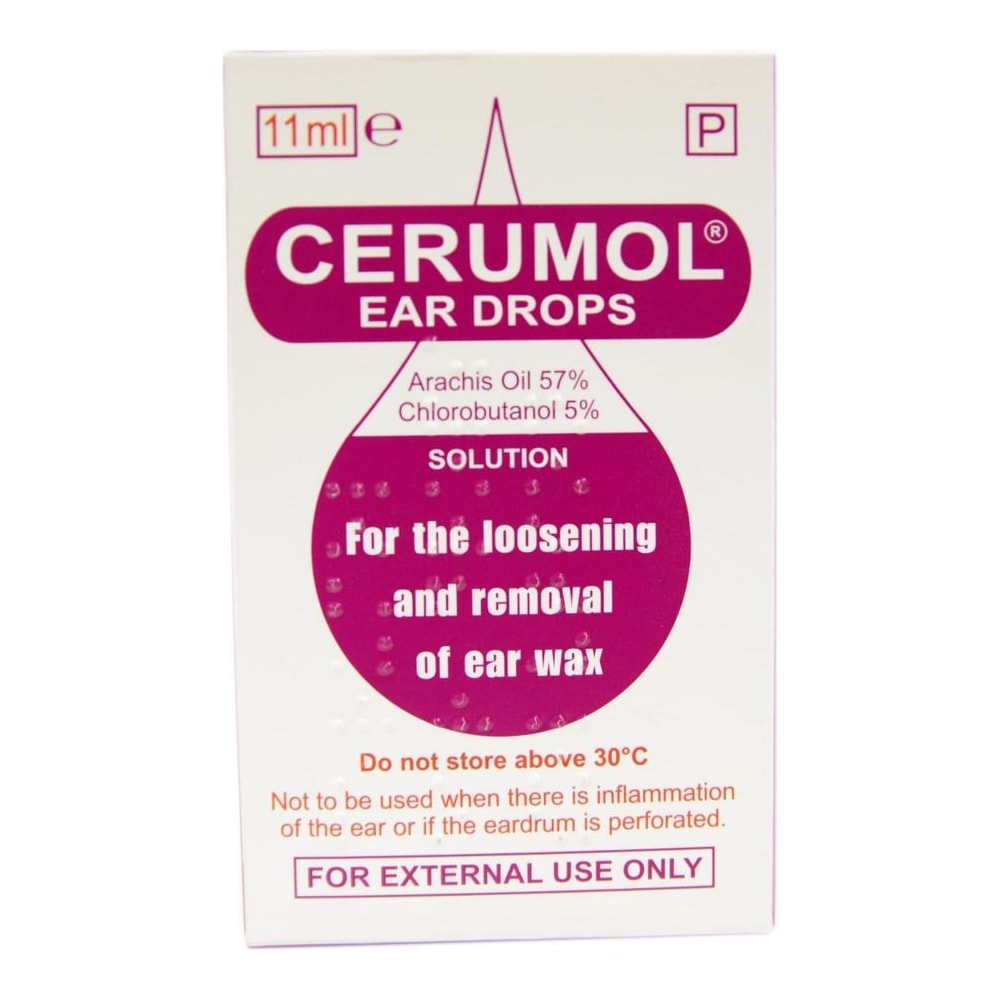 11ml e
P
CERUMOL®
EAR DROPS
Arachis Oil 57%
Chlorobutanol 5%
SOLUTION
For the loosening
and removal
of ear wax
Do not store above 30°C
Not to be used when there is inflammation
of the ear or if the eardrum is perforated.
FOR EXTERNAL USE ONLY